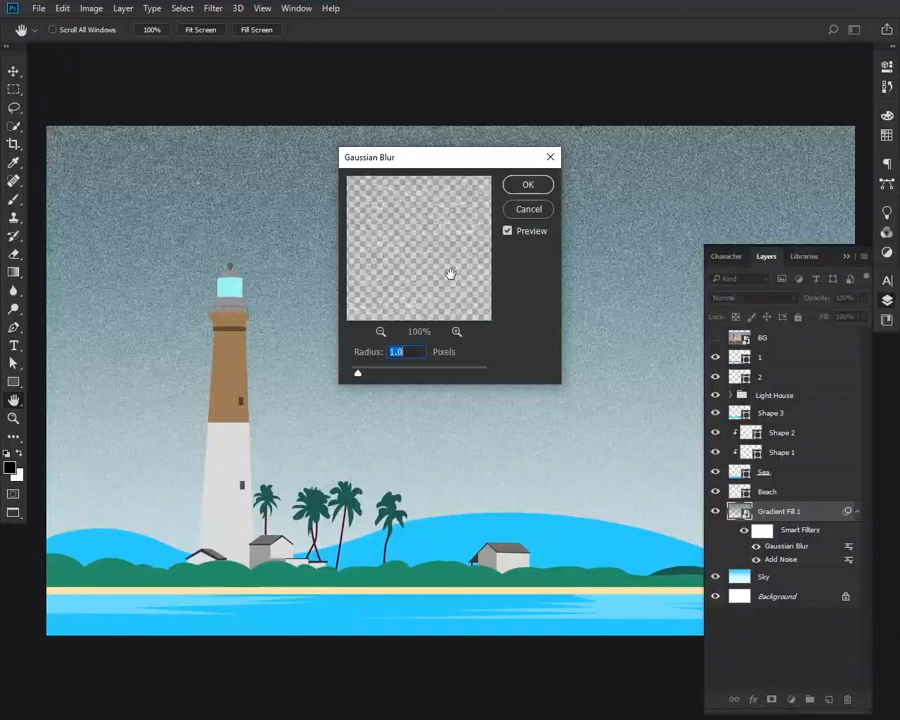 Ps File Edit Image Layer Type Select Filter 3D View Window Help
Scroll All Windows 100% Fit Screen Fill Screen
Gaussian Blur
OK
Cancel
Preview
100%
Radius: 1.0 Pixels
Character Layers Libraries
Kind
Normal Opacity: 100%
Lock: Fill: 100%
BG
1
2
Light House
Shape 3
Shape 2
Shape 1
Sea
Beach
Gradient Fill 1
Smart Filters
Gaussian Blur
Add Noise
Sky
Background